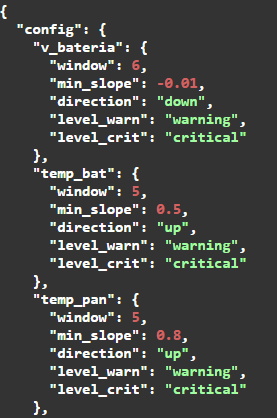 {
  "config": {
    "v_bateria": {
      "window": 6,
      "min_slope": -0.01,
      "direction": "down",
      "level_warn": "warning",
      "level_crit": "critical"
    },
    "temp_bat": {
      "window": 5,
      "min_slope": 0.5,
      "direction": "up",
      "level_warn": "warning",
      "level_crit": "critical"
    },
    "temp_pan": {
      "window": 5,
      "min_slope": 0.8,
      "direction": "up",
      "level_warn": "warning",
      "level_crit": "critical"
    },